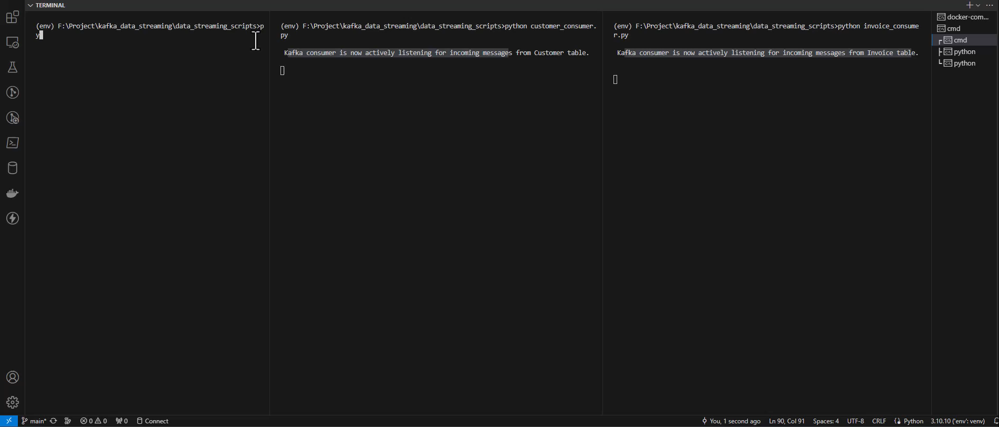 TERMINAL
(env) F:\Project\kafka_data_streaming\data_streaming_scripts>p
y
(env) F:\Project\kafka_data_streaming\data_streaming_scripts>python customer_consumer.
py
Kafka consumer is now actively listening for incoming messages from Customer table.
(env) F:\Project\kafka_data_streaming\data_streaming_scripts>python invoice_consume
r.py
Kafka consumer is now actively listening for incoming messages from Invoice table.
docker-com...
cmd
cmd
python
python
main* 0 0 0 Connect You, 1 second ago Ln 90, Col 91 Spaces: 4 UTF-8 CRLF Python 3.10.10 ('env': venv)